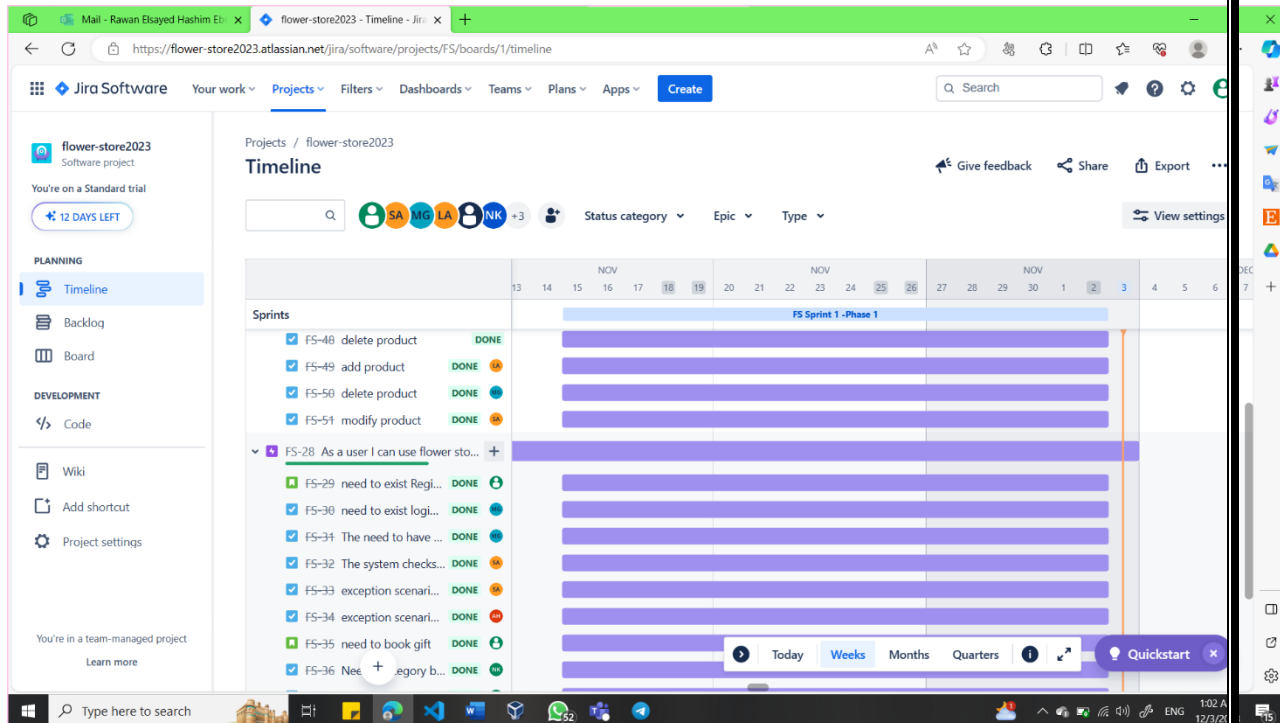 Mail - Rawan Elsayed Hashim Eb
flower-store2023 - Timeline - Jira
https://flower-store2023.atlassian.net/jira/software/projects/FS/boards/1/timeline
Jira Software Your work Projects Filters Dashboards Teams Plans Apps Create Search
flower-store2023
Software project
You're on a Standard trial
12 DAYS LEFT
PLANNING
Timeline
Backlog
Board
DEVELOPMENT
Code
Wiki
Add shortcut
Project settings
You're in a team-managed project
Learn more
Projects / flower-store2023
Timeline
Give feedback Share Export
SA MG LA NK +3 Status category Epic Type View settings
NOV NOV NOV DEC
13 14 15 16 17 18 19 20 21 22 23 24 25 26 27 28 29 30 1 2 3 4 5 6 7
Sprints FS Sprint 1 -Phase 1
FS-48 delete product DONE
FS-49 add product DONE LA
FS-50 delete product DONE MG
FS-51 modify product DONE SA
FS-28 As a user I can use flower sto...
FS-29 need to exist Regi... DONE
FS-30 need to exist logi... DONE MG
FS-31 The need to have ... DONE MG
FS-32 The system checks... DONE SA
FS-33 exception scenari... DONE SA
FS-34 exception scenari... DONE AH
FS-35 need to book gift DONE
FS-36 Nee egory b... DONE NK
Today Weeks Months Quarters
Quickstart
Type here to search
52
ENG
1:02 A
12/3/20